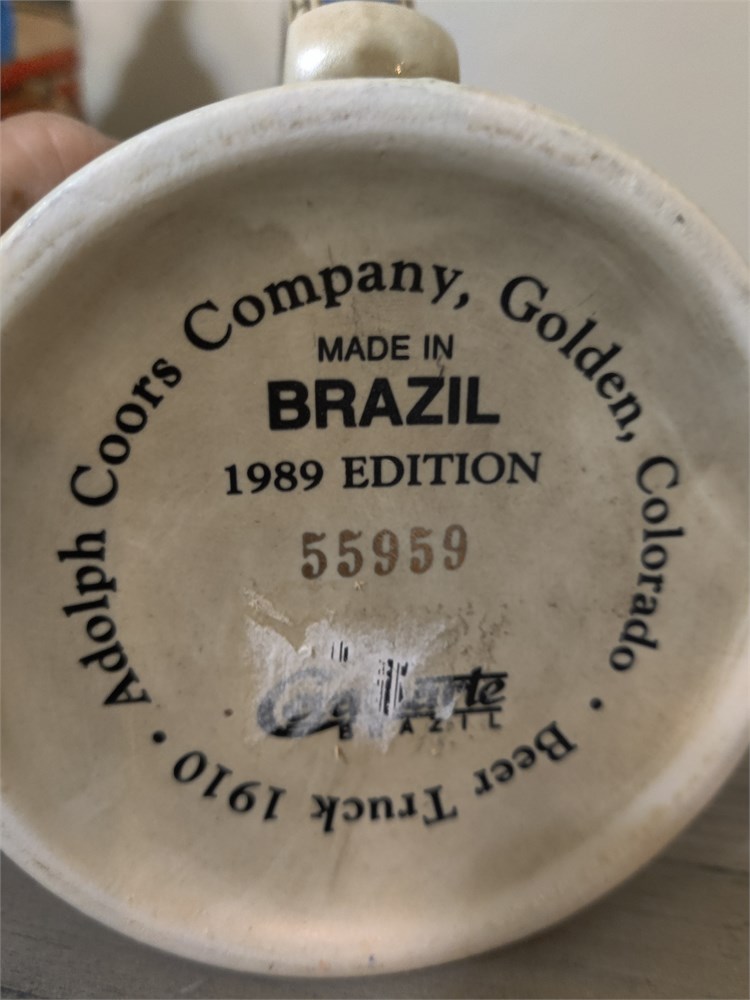 Adolph Coors Company, Golden, Colorado • Beer Truck 1910 •
MADE IN
BRAZIL
1989 EDITION
55959
BRAZIL